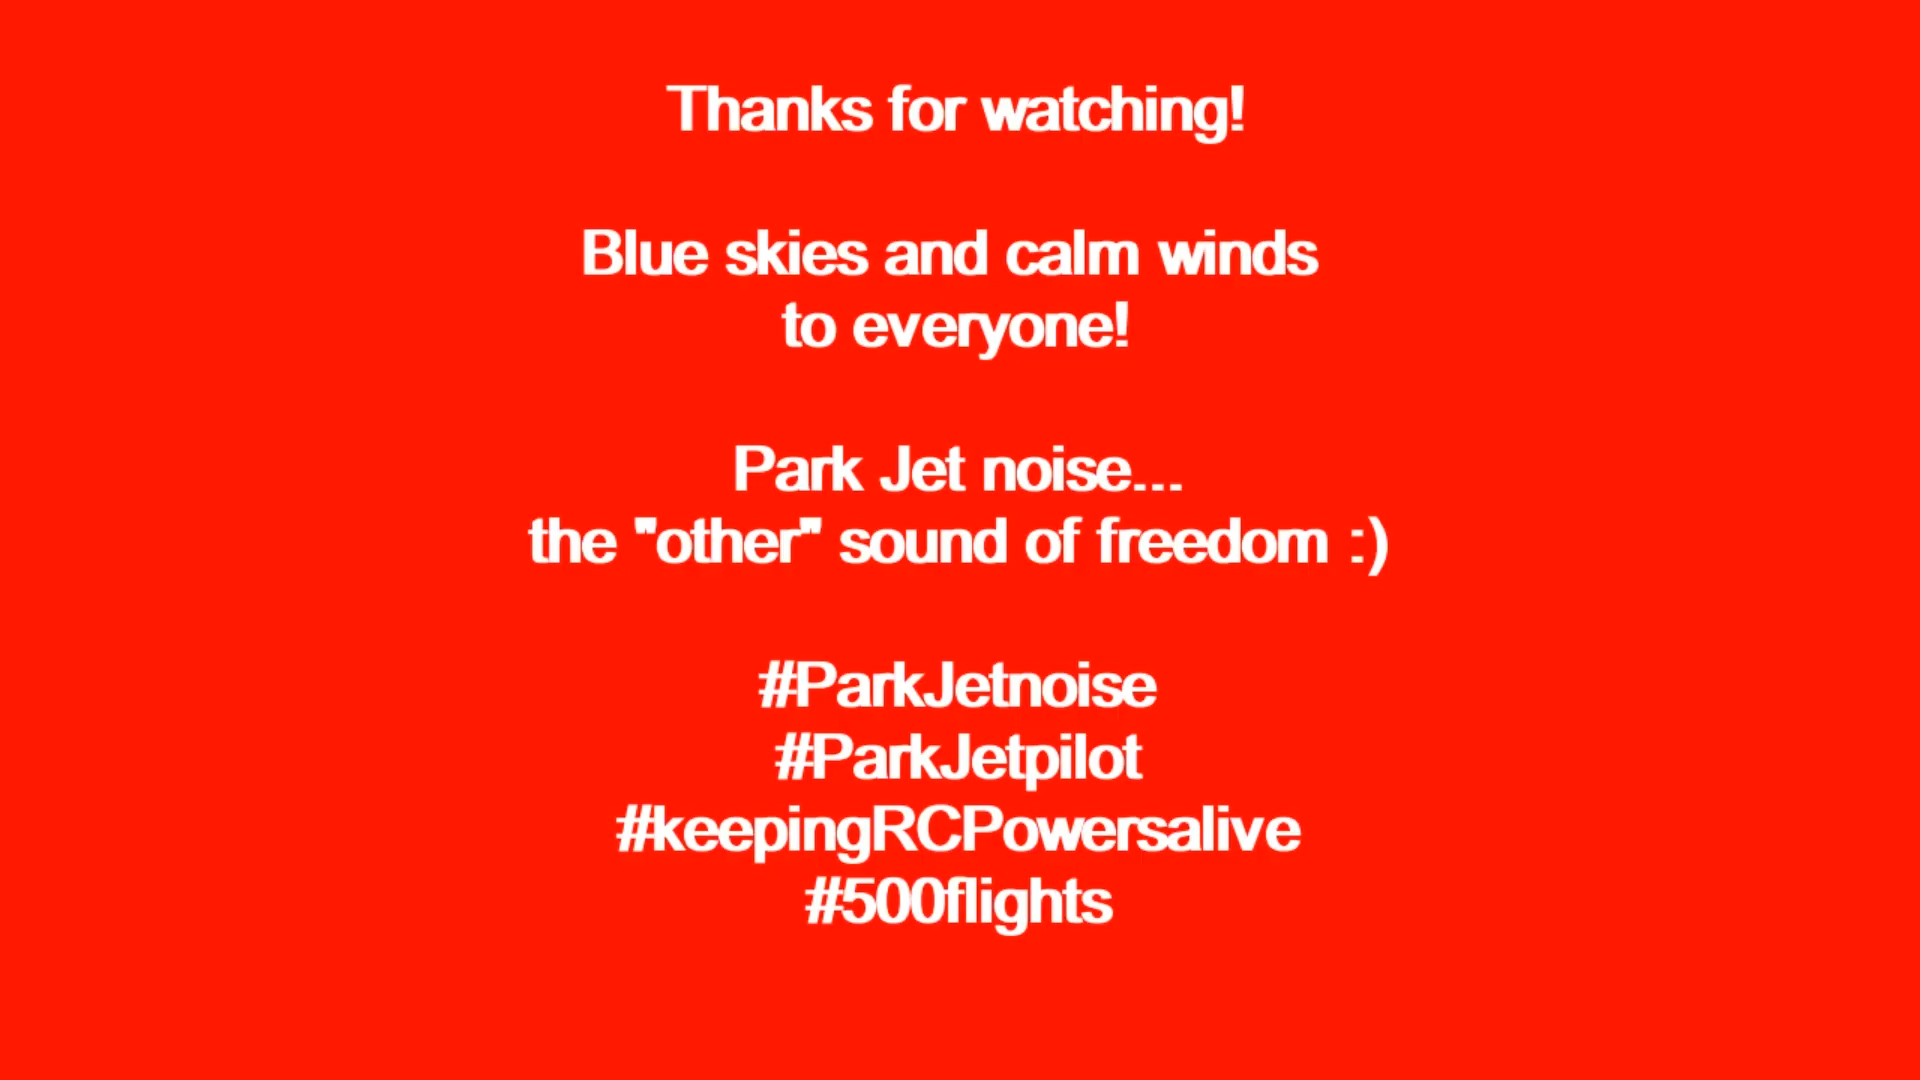 Thanks for watching!
Blue skies and calm winds
to everyone!
Park Jet noise...
the "other" sound of freedom :)
#ParkJetnoise
#ParkJetpilot
#keepingRCPowersalive
#500flights